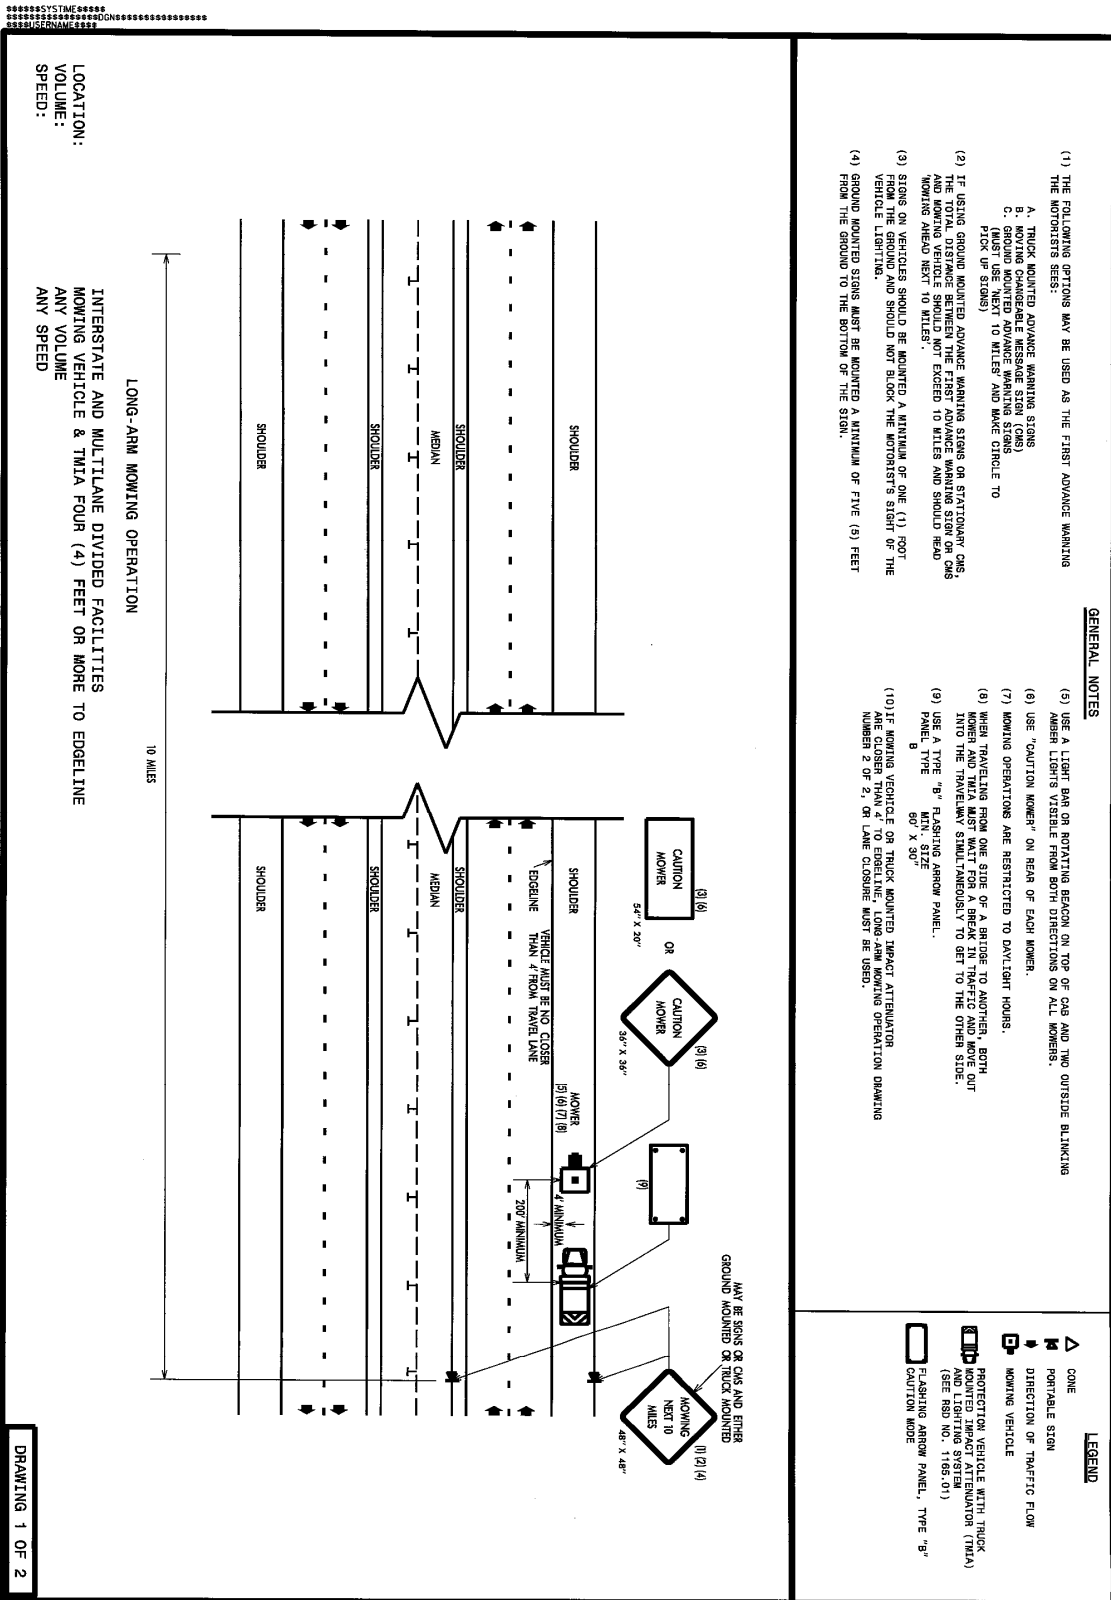 $$$$$$SYSTIME$$$$$
$$$$$$$$$$$$$$$$DGN$$$$$$$$$$$$$$$$
$$$$USERNAME$$$$
GENERAL NOTES
(1) THE FOLLOWING OPTIONS MAY BE USED AS THE FIRST ADVANCE WARNING
THE MOTORISTS SEES:
A. TRUCK MOUNTED ADVANCE WARNING SIGNS
B. MOVING CHANGEABLE MESSAGE SIGN (CMS)
C. GROUND MOUNTED ADVANCE WARNING SIGNS
(MUST USE 'NEXT 10 MILES' AND MAKE CIRCLE TO
PICK UP SIGNS)
(2) IF USING GROUND MOUNTED ADVANCE WARNING SIGNS OR STATIONARY CMS,
THE TOTAL DISTANCE BETWEEN THE FIRST ADVANCE WARNING SIGN OR CMS
AND MOWING VEHICLE SHOULD NOT EXCEED 10 MILES AND SHOULD READ
'MOWING AHEAD NEXT 10 MILES'.
(3) SIGNS ON VEHICLES SHOULD BE MOUNTED A MINIMUM OF ONE (1) FOOT
FROM THE GROUND AND SHOULD NOT BLOCK THE MOTORIST'S SIGHT OF THE
VEHICLE LIGHTING.
(4) GROUND MOUNTED SIGNS MUST BE MOUNTED A MINIMUM OF FIVE (5) FEET
FROM THE GROUND TO THE BOTTOM OF THE SIGN.
(5) USE A LIGHT BAR OR ROTATING BEACON ON TOP OF CAB AND TWO OUTSIDE BLINKING
AMBER LIGHTS VISIBLE FROM BOTH DIRECTIONS ON ALL MOWERS.
(6) USE "CAUTION MOWER" ON REAR OF EACH MOWER.
(7) MOWING OPERATIONS ARE RESTRICTED TO DAYLIGHT HOURS.
(8) WHEN TRAVELING FROM ONE SIDE OF A BRIDGE TO ANOTHER, BOTH
MOWER AND TMIA MUST WAIT FOR A BREAK IN TRAFFIC AND MOVE OUT
INTO THE TRAVELWAY SIMULTANEOUSLY TO GET TO THE OTHER SIDE.
(9) USE A TYPE "B" FLASHING ARROW PANEL.
PANEL TYPE MIN. SIZE
B 60' X 30"
(10)IF MOWING VECHICLE OR TRUCK MOUNTED IMPACT ATTENUATOR
ARE CLOSER THAN 4' TO EDGELINE, LONG-ARM MOWING OPERATION DRAWING
NUMBER 2 OF 2, OR LANE CLOSURE MUST BE USED.
LEGEND
CONE
PORTABLE SIGN
DIRECTION OF TRAFFIC FLOW
MOWING VEHICLE
PROTECTION VEHICLE WITH TRUCK
MOUNTED IMPACT ATTENUATOR (TMIA)
AND LIGHTING SYSTEM
(SEE RSD NO. 1165.01)
FLASHING ARROW PANEL, TYPE "B"
CAUTION MODE
MAY BE SIGNS OR CMS AND EITHER
GROUND MOUNTED OR TRUCK MOUNTED
(3)(6)
CAUTION
MOWER
54" X 20"
OR
(3)(6)
CAUTION
MOWER
36" X 36"
(9)
(1) (2) (4)
MOWING
NEXT 10
MILES
48" X 48"
MOWER
(5) (6) (7) (8)
4' MINIMUM
200' MINIMUM
SHOULDER
SHOULDER
EDGELINE
VEHICLE MUST BE NO CLOSER
THAN 4' FROM TRAVEL LANE
SHOULDER
SHOULDER
MEDIAN
MEDIAN
SHOULDER
SHOULDER
SHOULDER
SHOULDER
10 MILES
LONG-ARM MOWING OPERATION
LOCATION: INTERSTATE AND MULTILANE DIVIDED FACILITIES
MOWING VEHICLE & TMIA FOUR (4) FEET OR MORE TO EDGELINE
VOLUME: ANY VOLUME
SPEED: ANY SPEED
DRAWING 1 OF 2